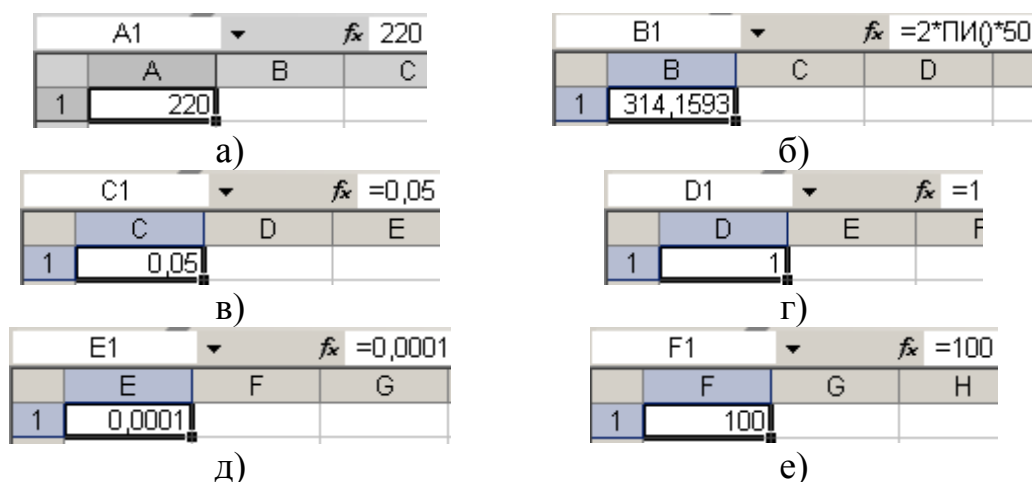 A1 fx 220
A B C
1 220
а)
B1 fx =2*ПИ()*50
B C D
1 314,1593
б)
C1 fx =0,05
C D E
1 0,05
в)
D1 fx =1
D E F
1 1
г)
E1 fx =0,0001
E F G
1 0,0001
д)
F1 fx =100
F G H
1 100
е)